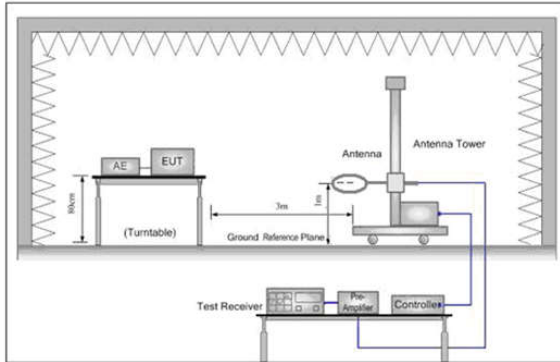 Antenna
Antenna Tower
AE
EUT
80cm
(Turntable)
3m
1m
Ground Reference Plane
Test Receiver
Pre-
Amplifier
Controller